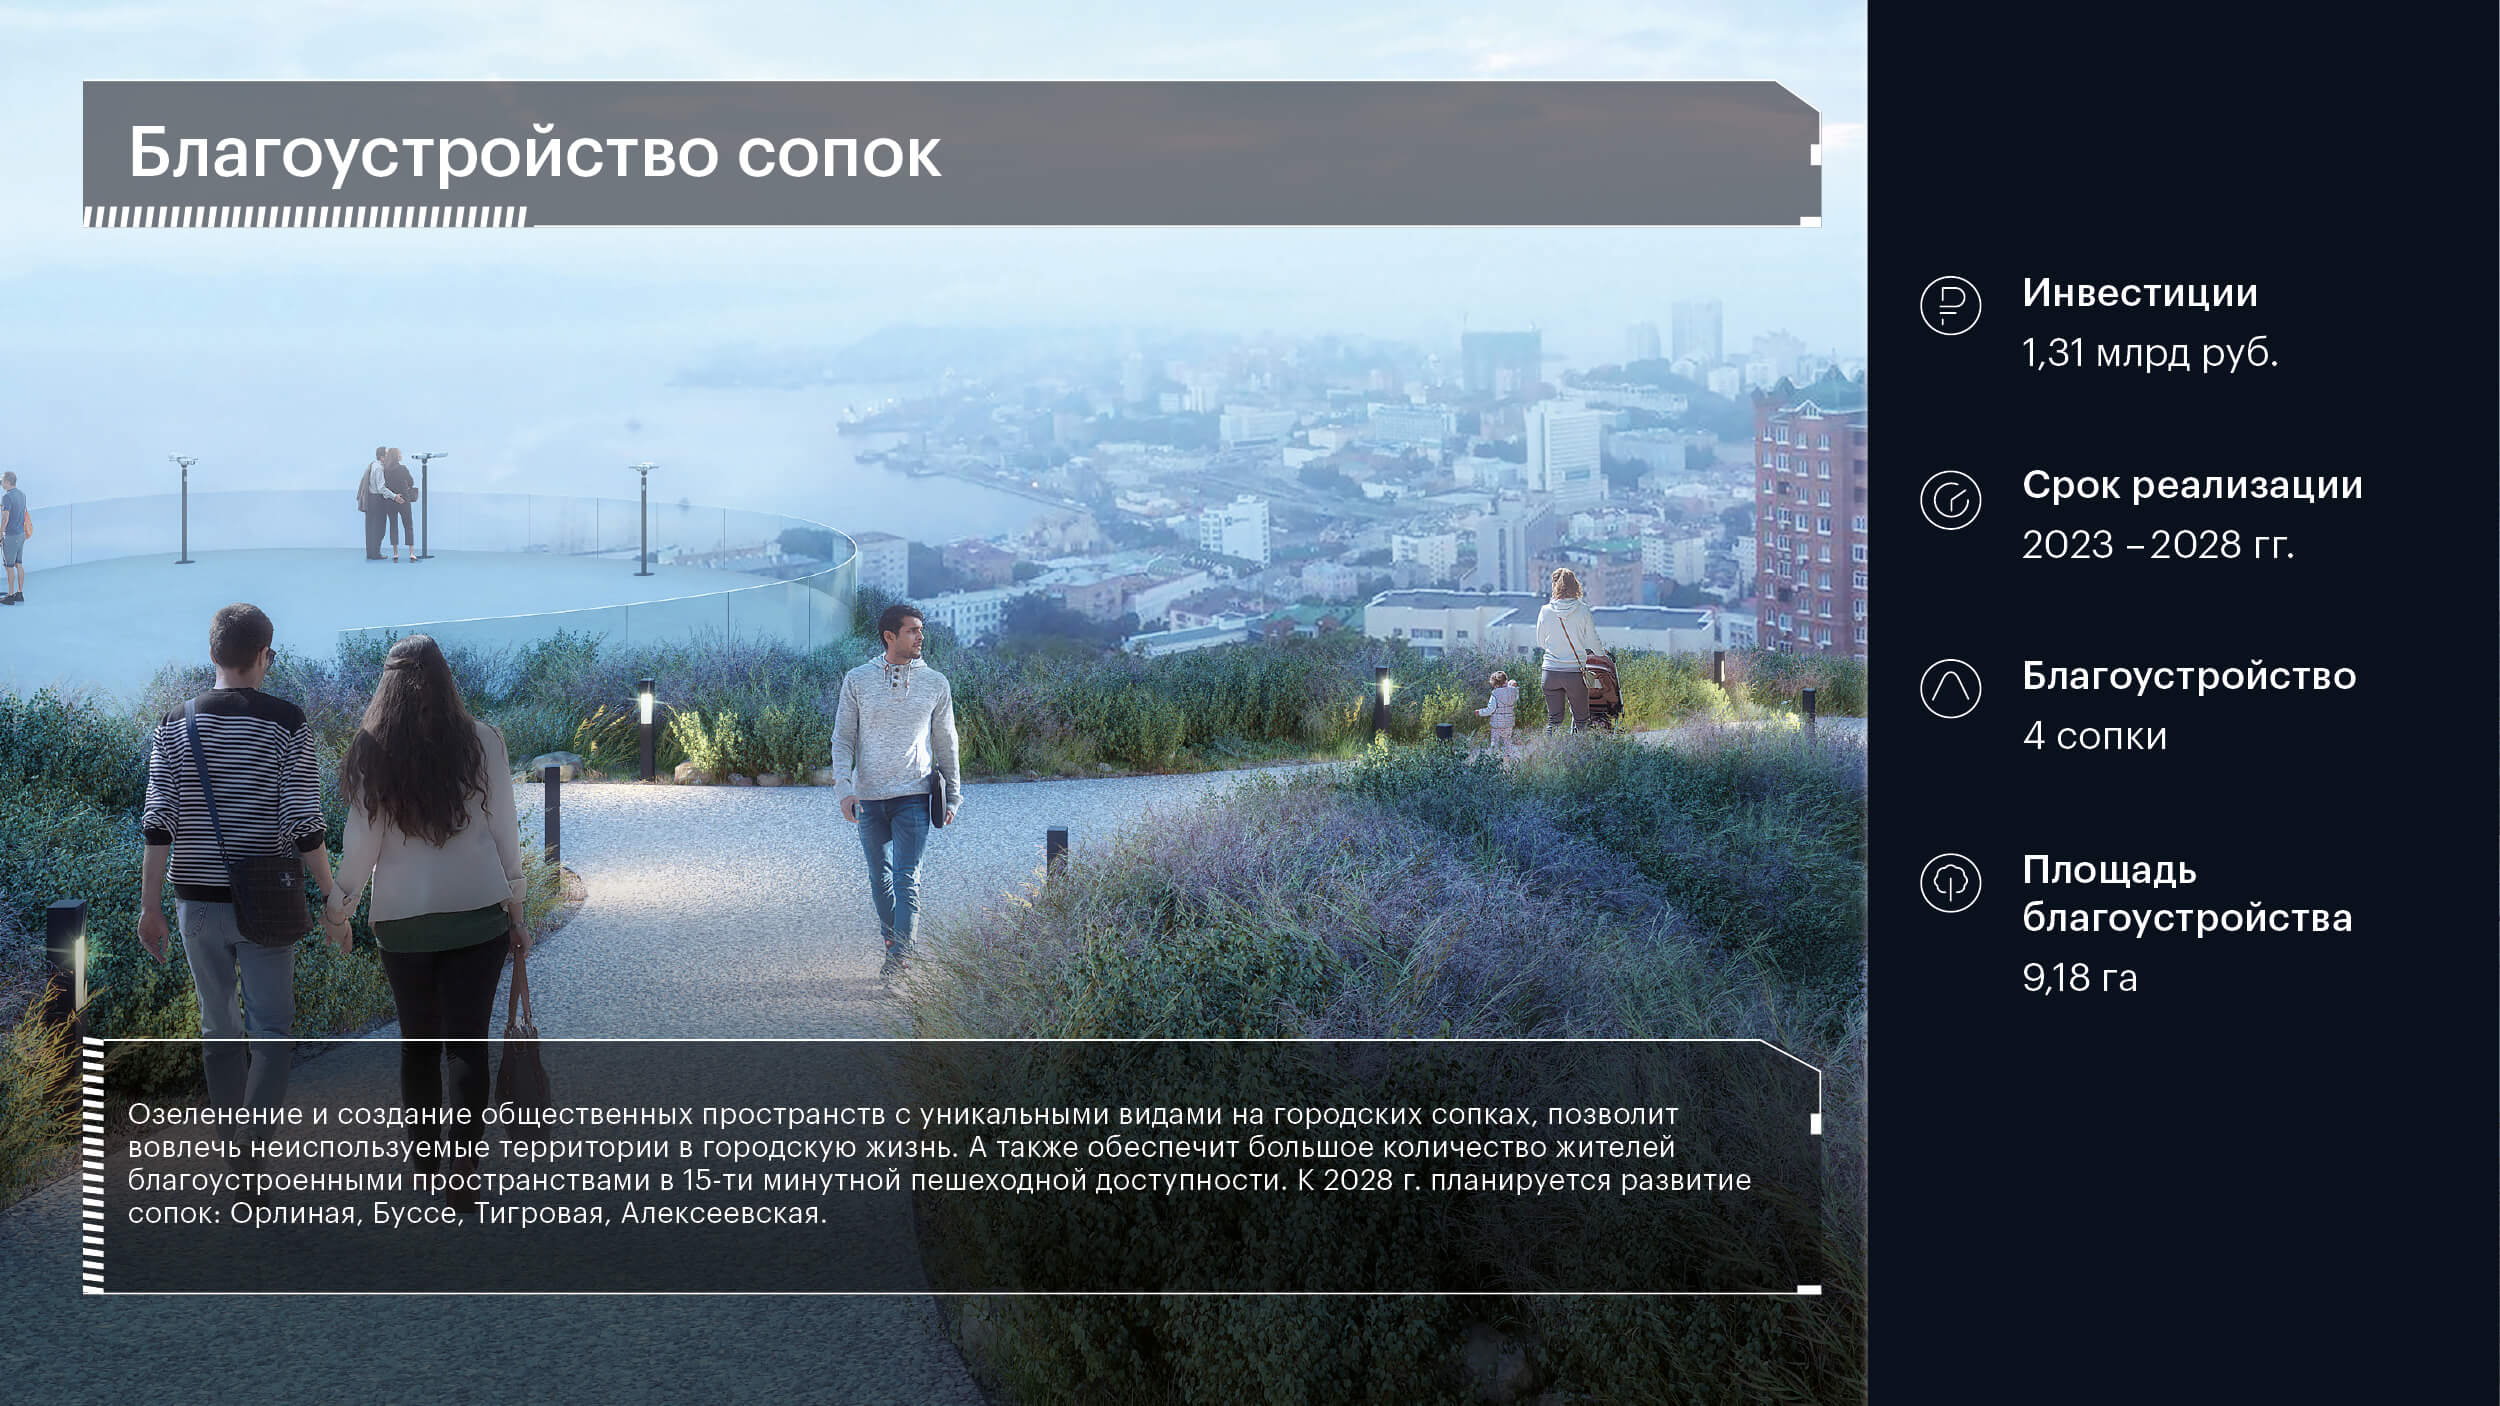 Благоустройство сопок
Инвестиции
1,31 млрд руб.
Срок реализации
2023 – 2028 гг.
Благоустройство
4 сопки
Площадь
благоустройства
9,18 га
Озеленение и создание общественных пространств с уникальными видами на городских сопках, позволит
вовлечь неиспользуемые территории в городскую жизнь. А также обеспечит большое количество жителей
благоустроенными пространствами в 15-ти минутной пешеходной доступности. К 2028 г. планируется развитие
сопок: Орлиная, Буссе, Тигровая, Алексеевская.